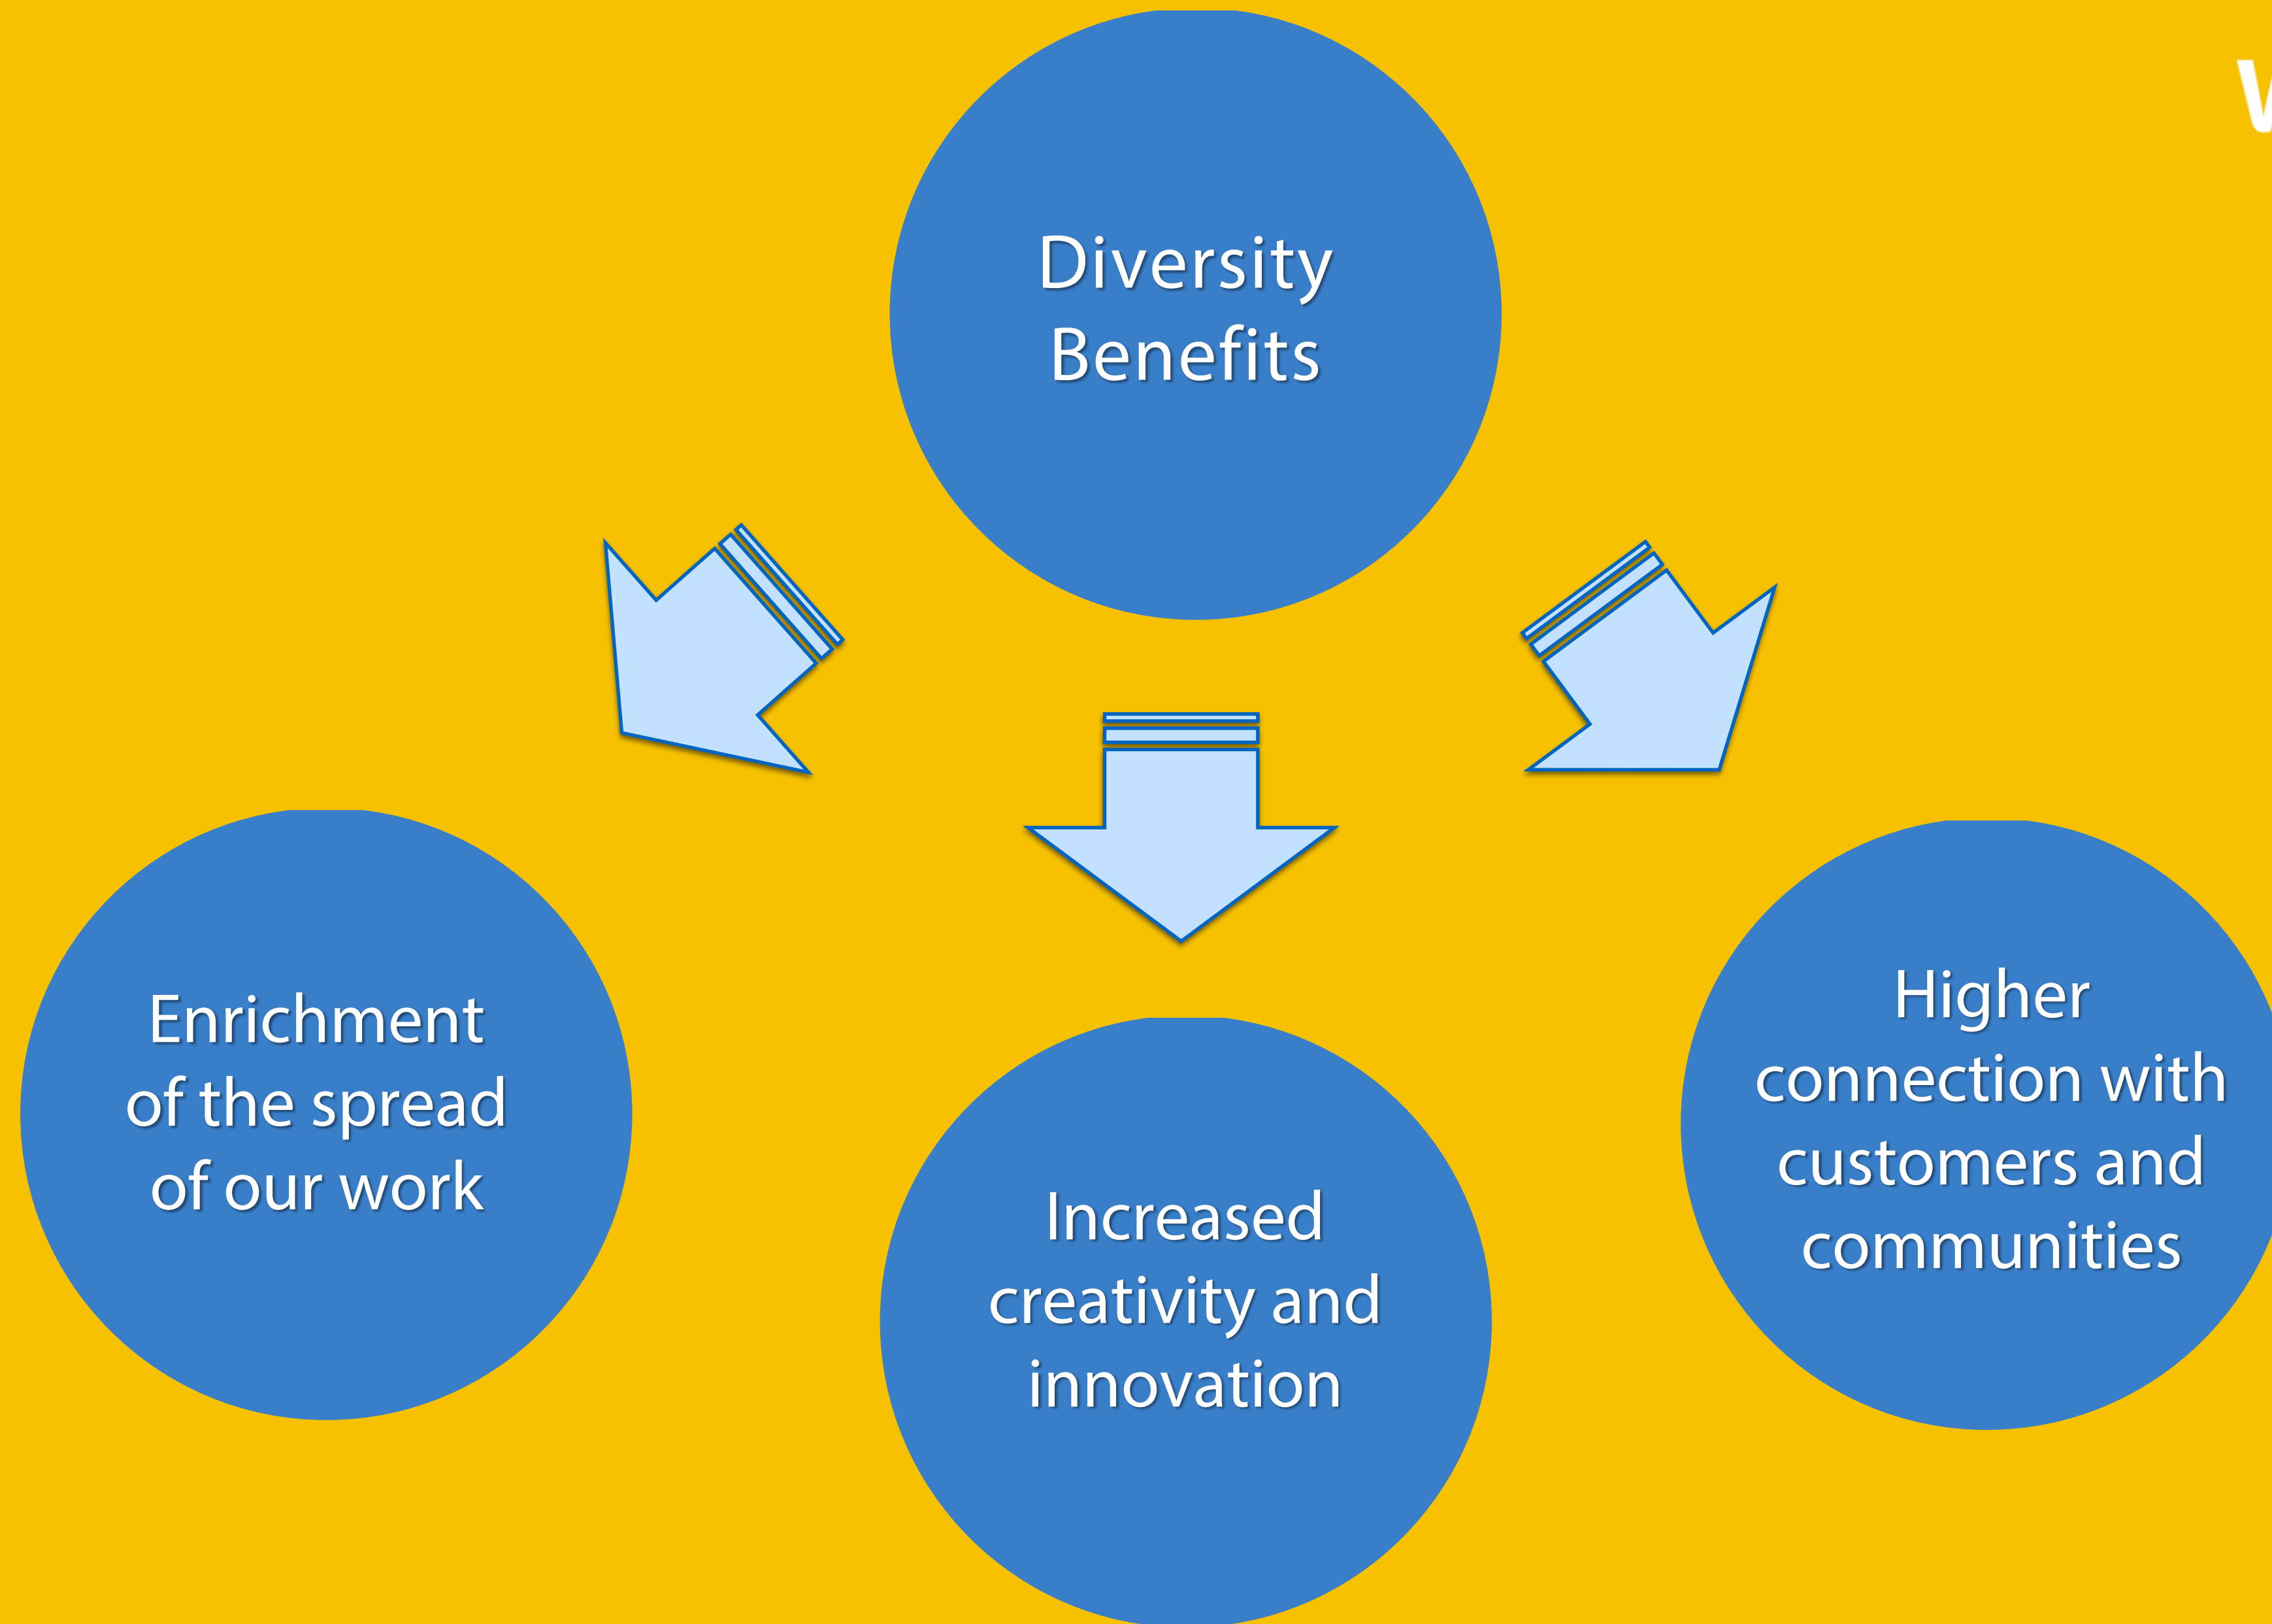 Diversity
Benefits
Enrichment
of the spread
of our work
Increased
creativity and
innovation
Higher
connection with
customers and
communities